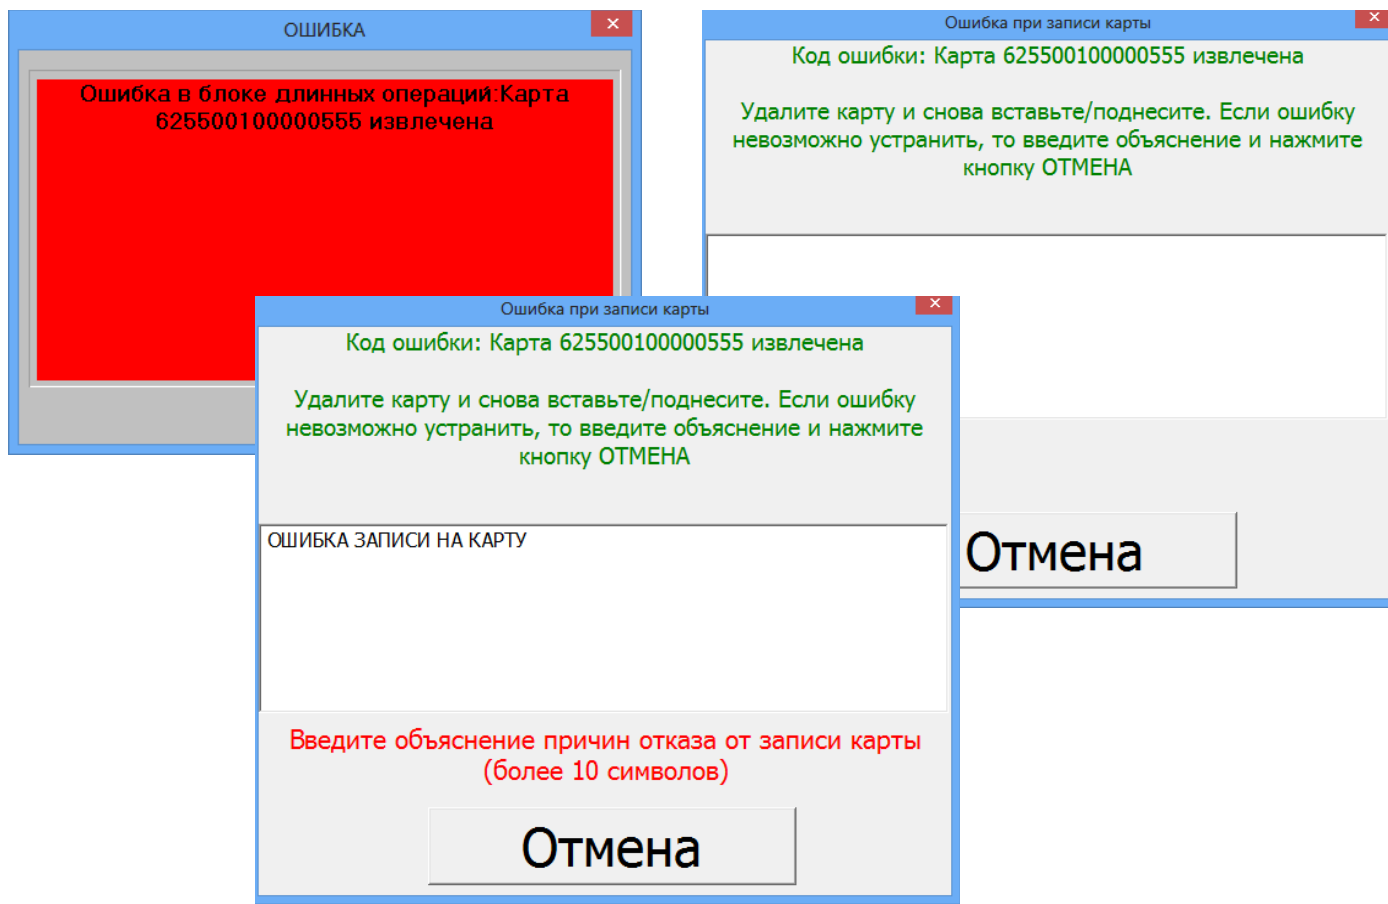 ОШИБКА
Ошибка в блоке длинных операций:Карта
625500100000555 извлечена
Ошибка при записи карты
Код ошибки: Карта 625500100000555 извлечена
Удалите карту и снова вставьте/поднесите. Если ошибку
невозможно устранить, то введите объяснение и нажмите
кнопку ОТМЕНА
Отмена
Ошибка при записи карты
Код ошибки: Карта 625500100000555 извлечена
Удалите карту и снова вставьте/поднесите. Если ошибку
невозможно устранить, то введите объяснение и нажмите
кнопку ОТМЕНА
ОШИБКА ЗАПИСИ НА КАРТУ
Введите объяснение причин отказа от записи карты
(более 10 символов)
Отмена